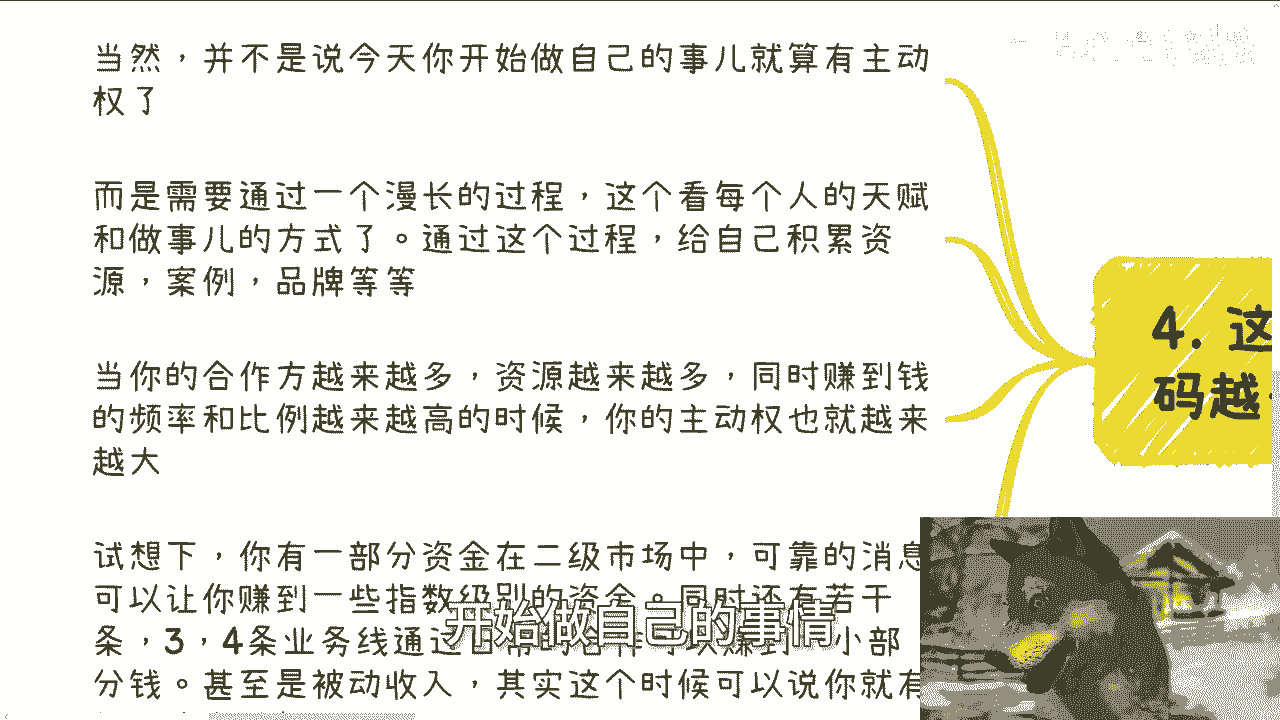 当然，并不是说今天你开始做自己的事儿就算有主动
权了
而是需要通过一个漫长的过程，这个看每个人的天赋
和做事儿的方式了。通过这个过程，给自己积累资
源，案例，品牌等等
当你的合作方越来越多，资源越来越多，同时赚到钱
的频率和比例越来越高的时候，你的主动权也就越来
越大
试想下，你有一部分资金在二级市场中，可靠的消息
可以让你赚到一些指数级别的资金。同时还有若干
条，3，4条业务线通过
小部
分钱。甚至是被动收入，其实这个时候可以说你就有
4. 这
码越
开始做自己的事情